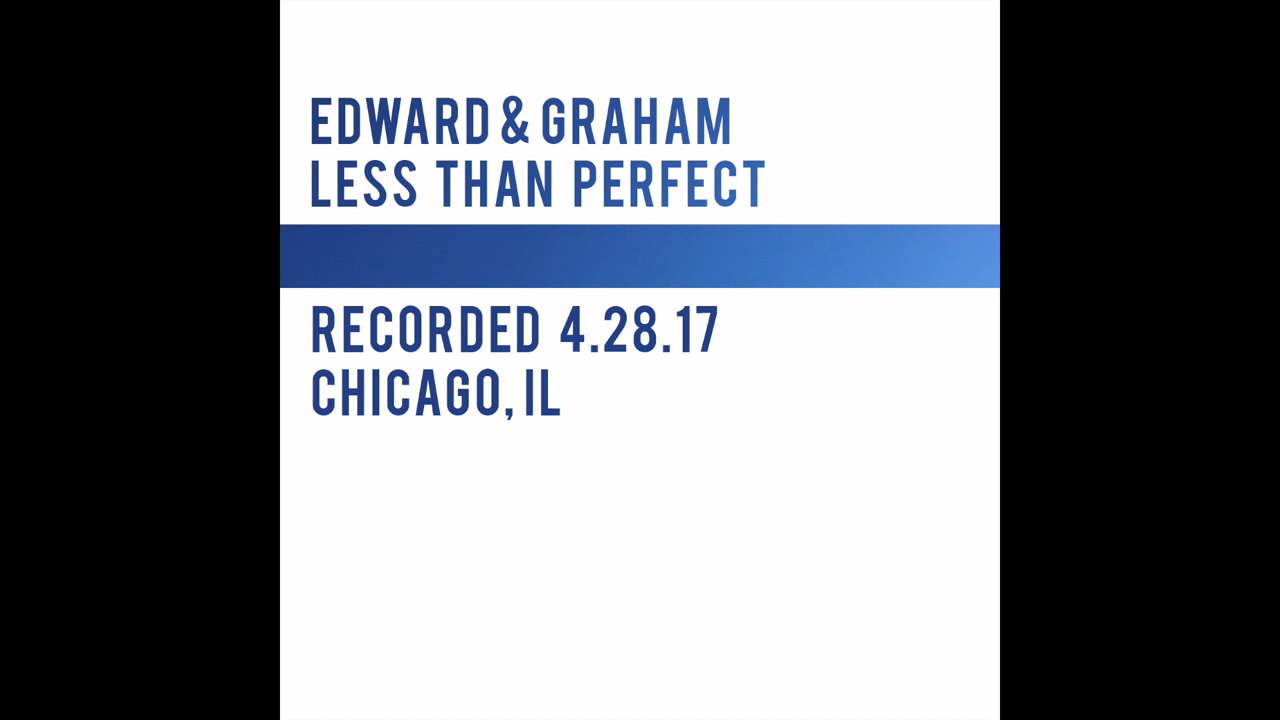 EDWARD & GRAHAM
LESS THAN PERFECT
RECORDED 4.28.17
CHICAGO, IL